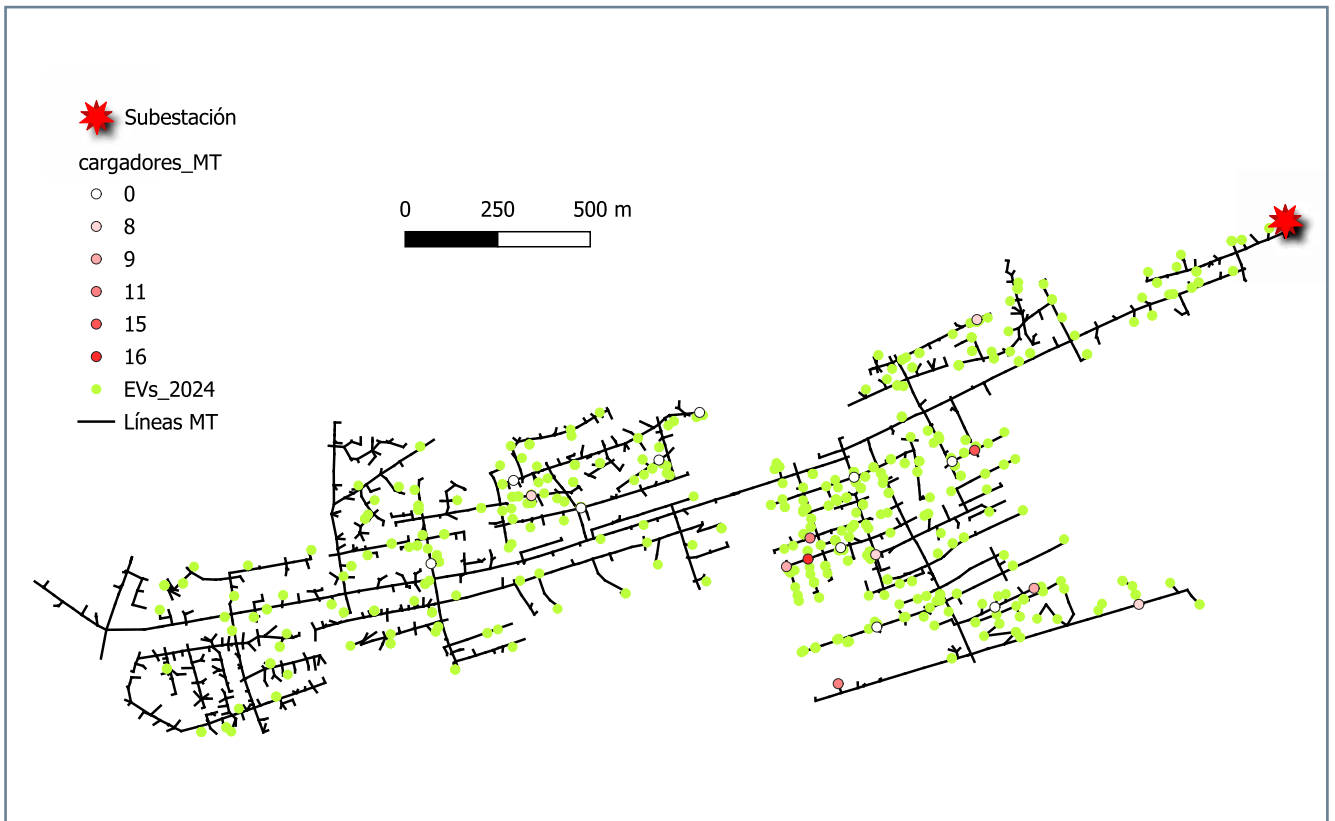 Subestación
cargadores_MT
0
8
9
11
15
16
EVs_2024
Líneas MT
0 250 500 m